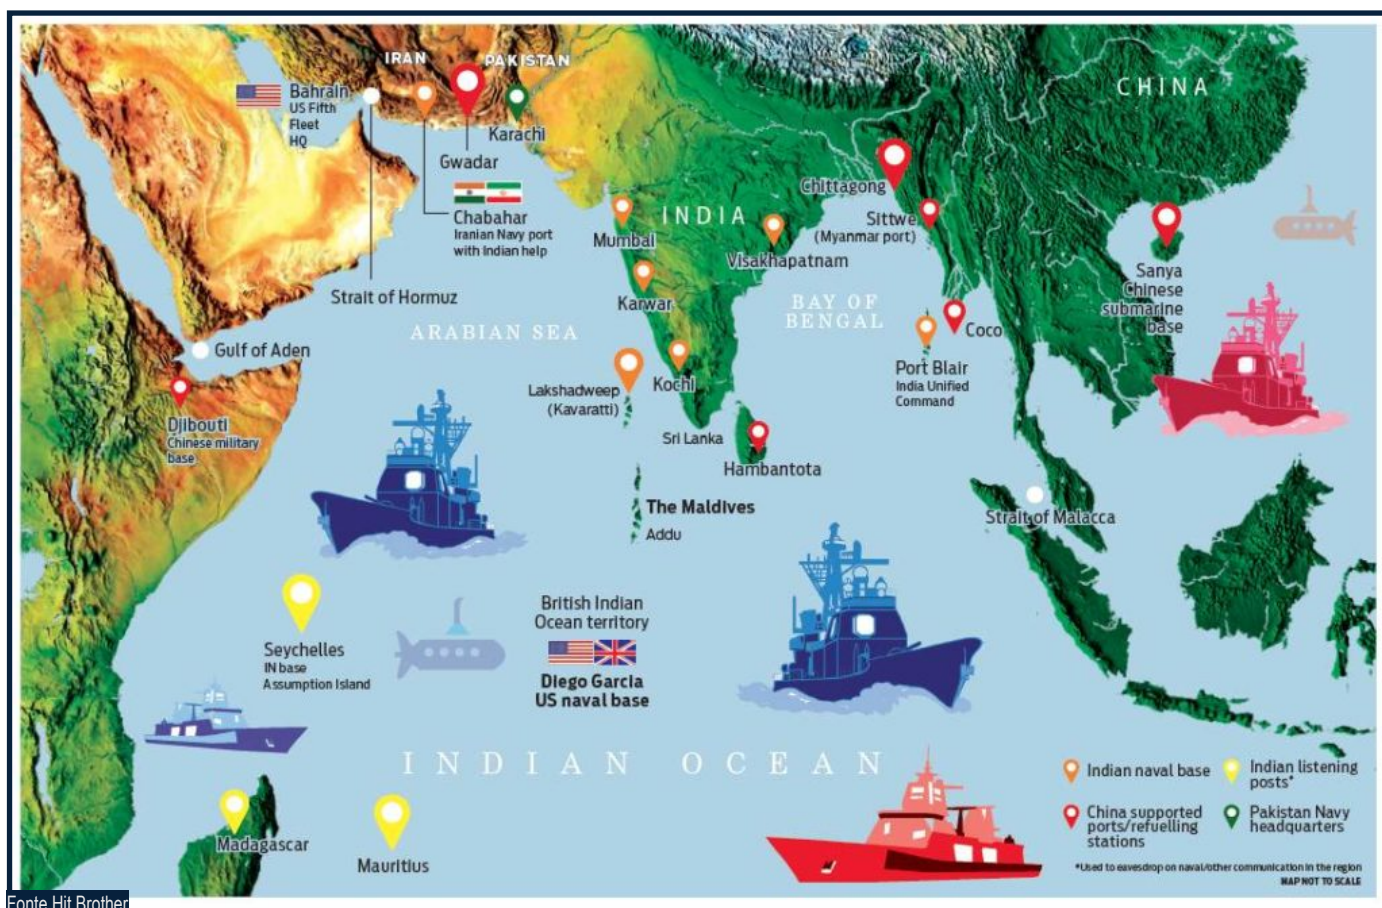 IRAN
PAKISTAN
CHINA
Bahrain
US Fifth
Fleet
HQ
Karachi
Gwadar
Chabahar
Iranian Navy port
with Indian help
Strait of Hormuz
INDIA
Mumbai
Karwar
Kochi
Visakhapatnam
Chittagong
Sittwe
(Myanmar port)
Sanya
Chinese
submarine
base
ARABIAN SEA
BAY OF
BENGAL
Coco
Port Blair
India Unified
Command
Gulf of Aden
Djibouti
Chinese military
base
Lakshadweep
(Kavaratti)
Sri Lanka
Hambantota
The Maldives
Addu
Strait of Malacca
Seychelles
IN base
Assumption Island
British Indian
Ocean territory
Diego Garcia
US naval base
INDIAN OCEAN
Madagascar
Mauritius
Indian naval base
Indian listening
posts*
China supported
ports/refuelling
stations
Pakistan Navy
headquarters
*Used to eavesdrop on naval/other communication in the region
MAP NOT TO SCALE
Fonte Hit Brother